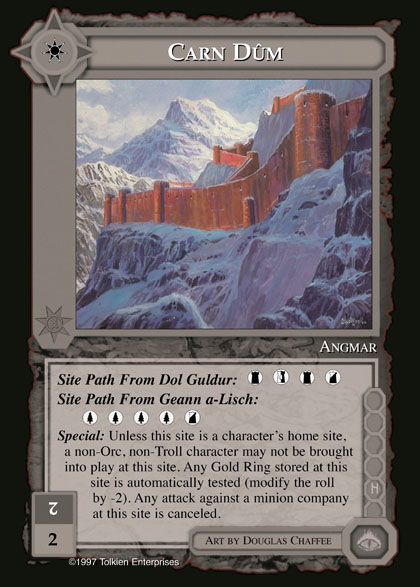 CARN DÛM
ANGMAR
Site Path From Dol Guldur:
Site Path From Geann a-Lisch:
Special: Unless this site is a character's home site,
a non-Orc, non-Troll character may not be brought
into play at this site. Any Gold Ring stored at this
site is automatically tested (modify the roll
by -2). Any attack against a minion company
at this site is canceled.
H
2
2
ART BY DOUGLAS CHAFFEE
©1997 Tolkien Enterprises